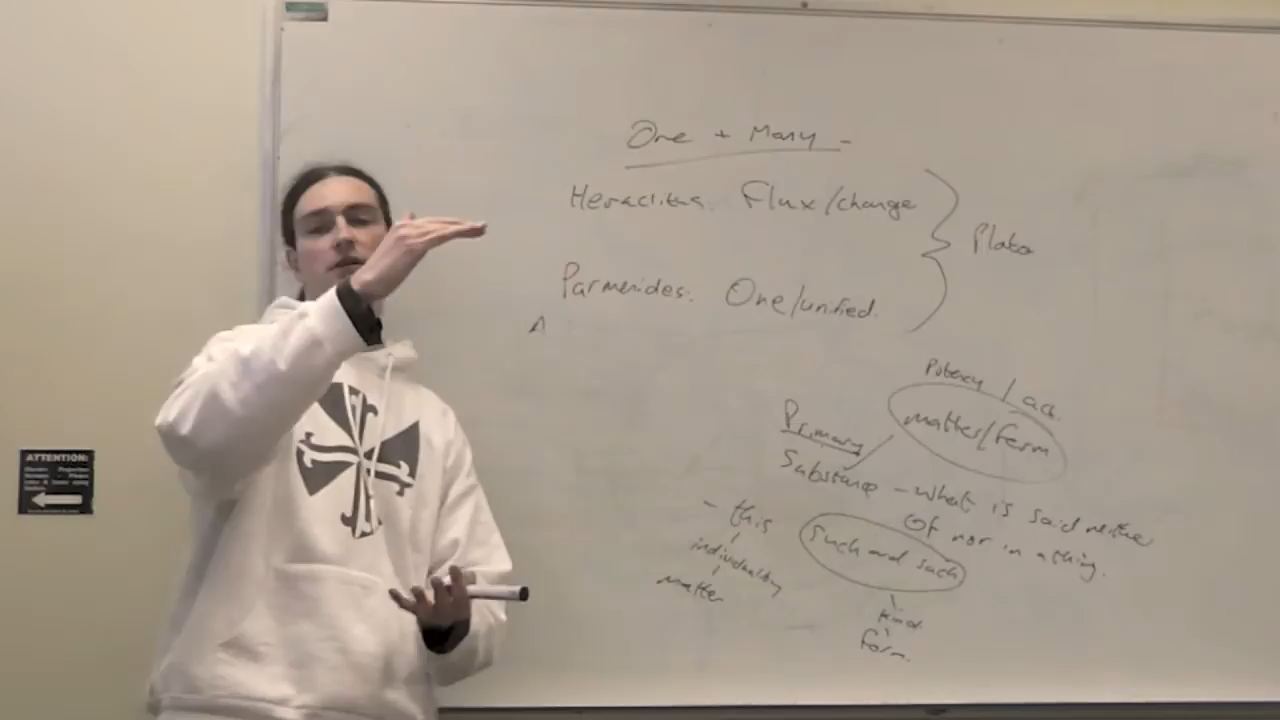 One + Many -
Heraclitus: Flux/change
Plato
Parmenides: One/unified.
A
Potency / act.
matter/form
Primary
Substance - what is said neither
of nor in a thing.
- this such and such
individuality
matter
kind.
form.
ATTENTION: